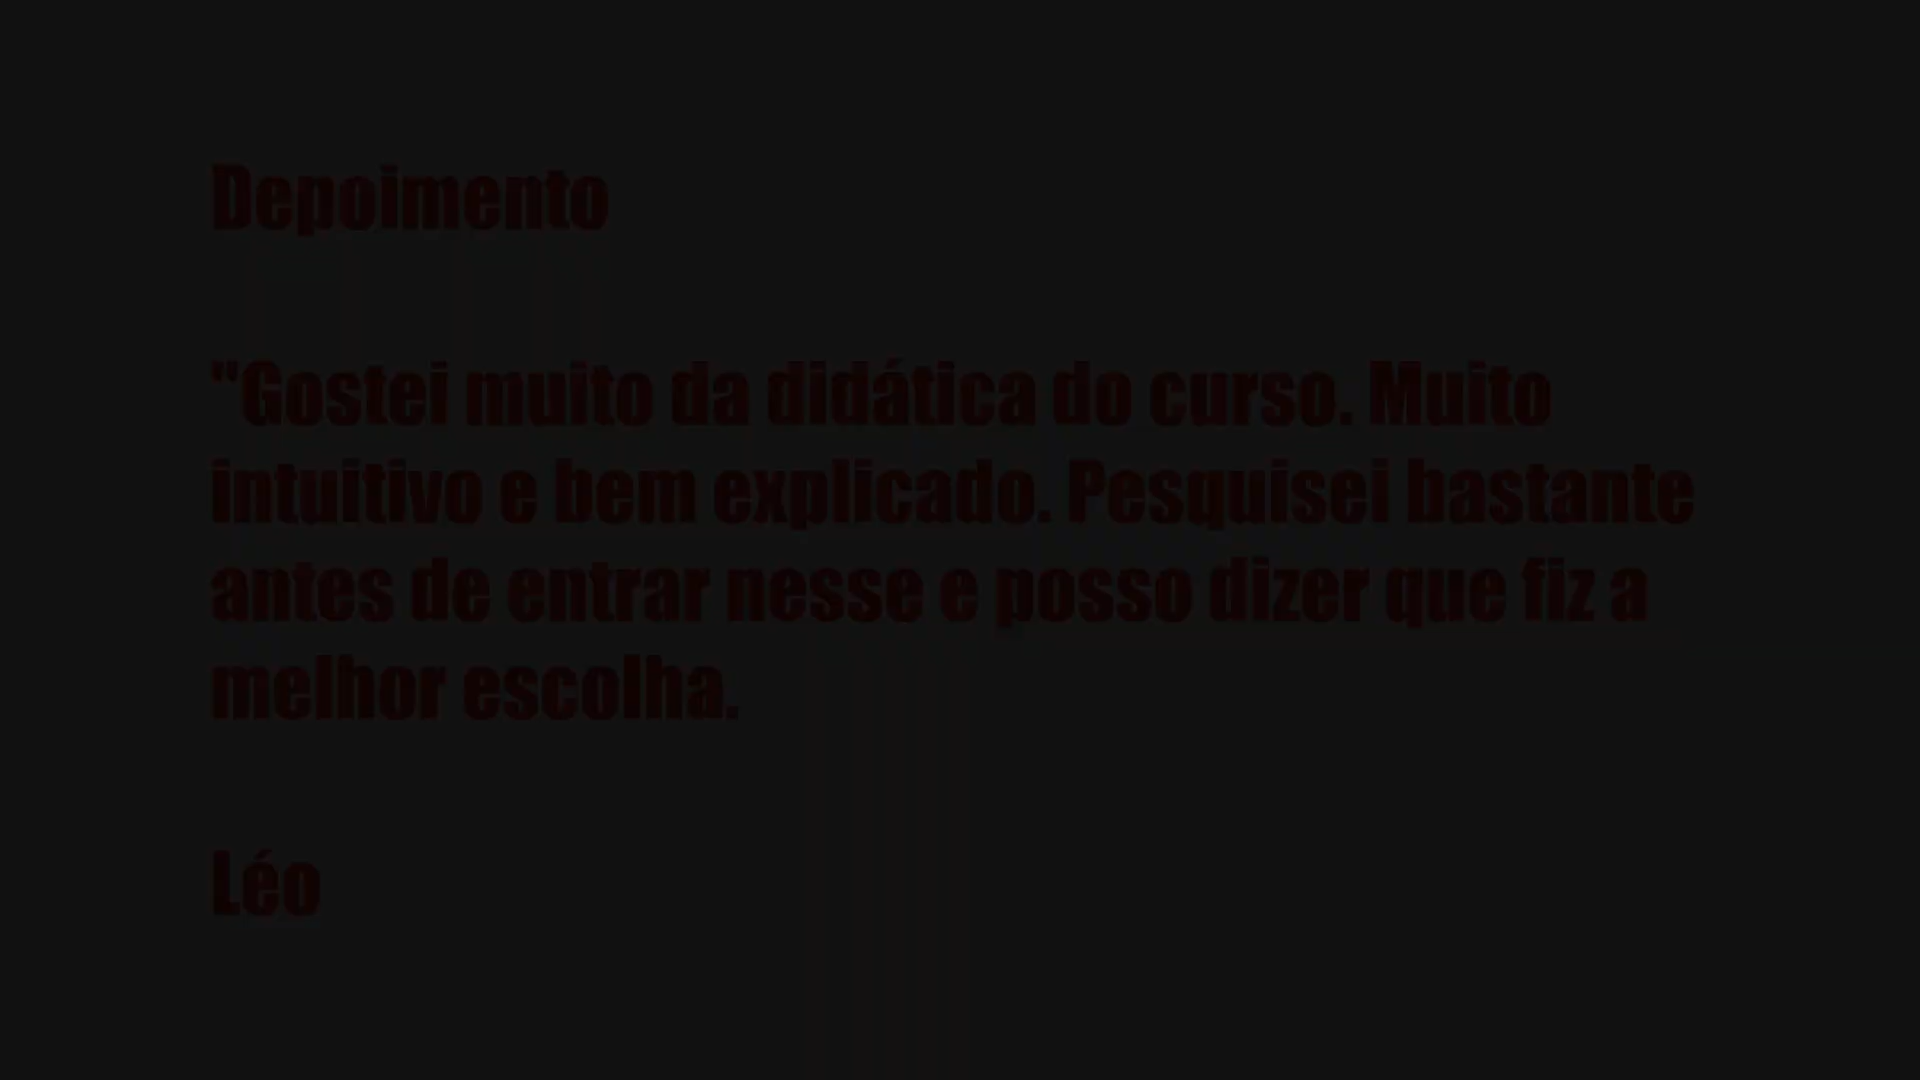 Depoimento
"Gostei muito da didática do curso. Muito
intuitivo e bem explicado. Pesquisei bastante
antes de entrar nesse e posso dizer que fiz a
melhor escolha.
Léo